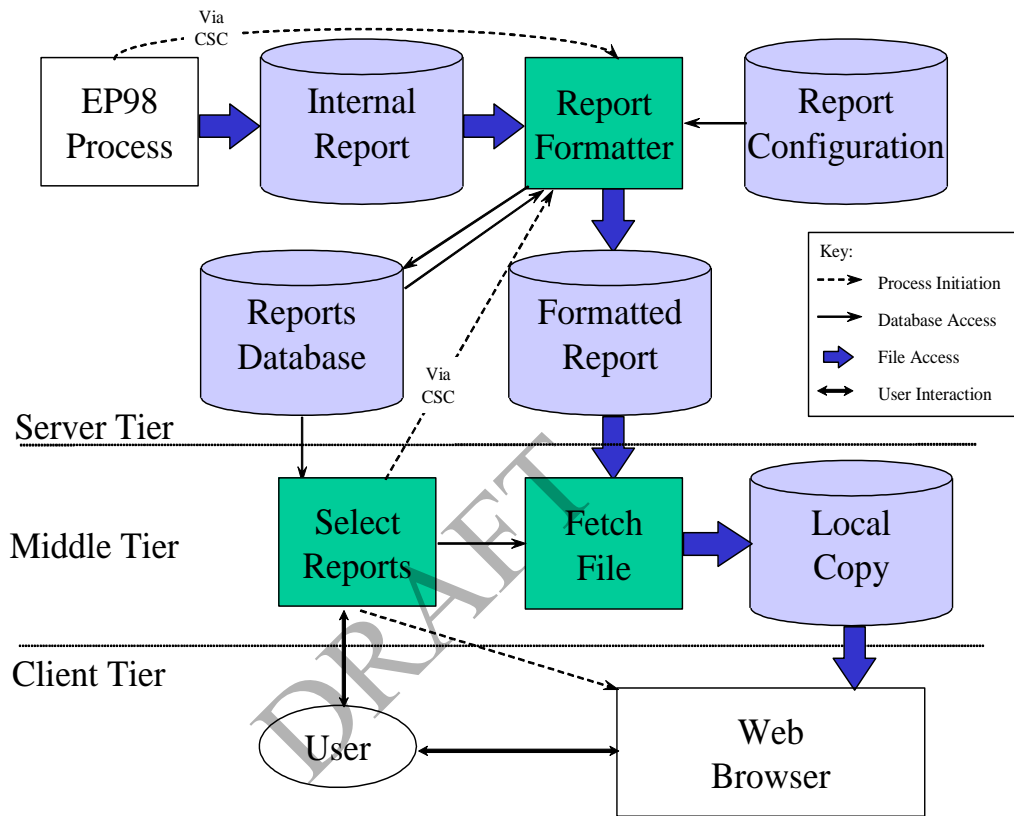 Via
CSC
EP98
Process
Internal
Report
Report
Formatter
Report
Configuration
Key:
Process Initiation
Database Access
File Access
User Interaction
Reports
Database
Via
CSC
Formatted
Report
Server Tier
Middle Tier
Select
Reports
Fetch
File
Local
Copy
DRAFT
Client Tier
User
Web
Browser